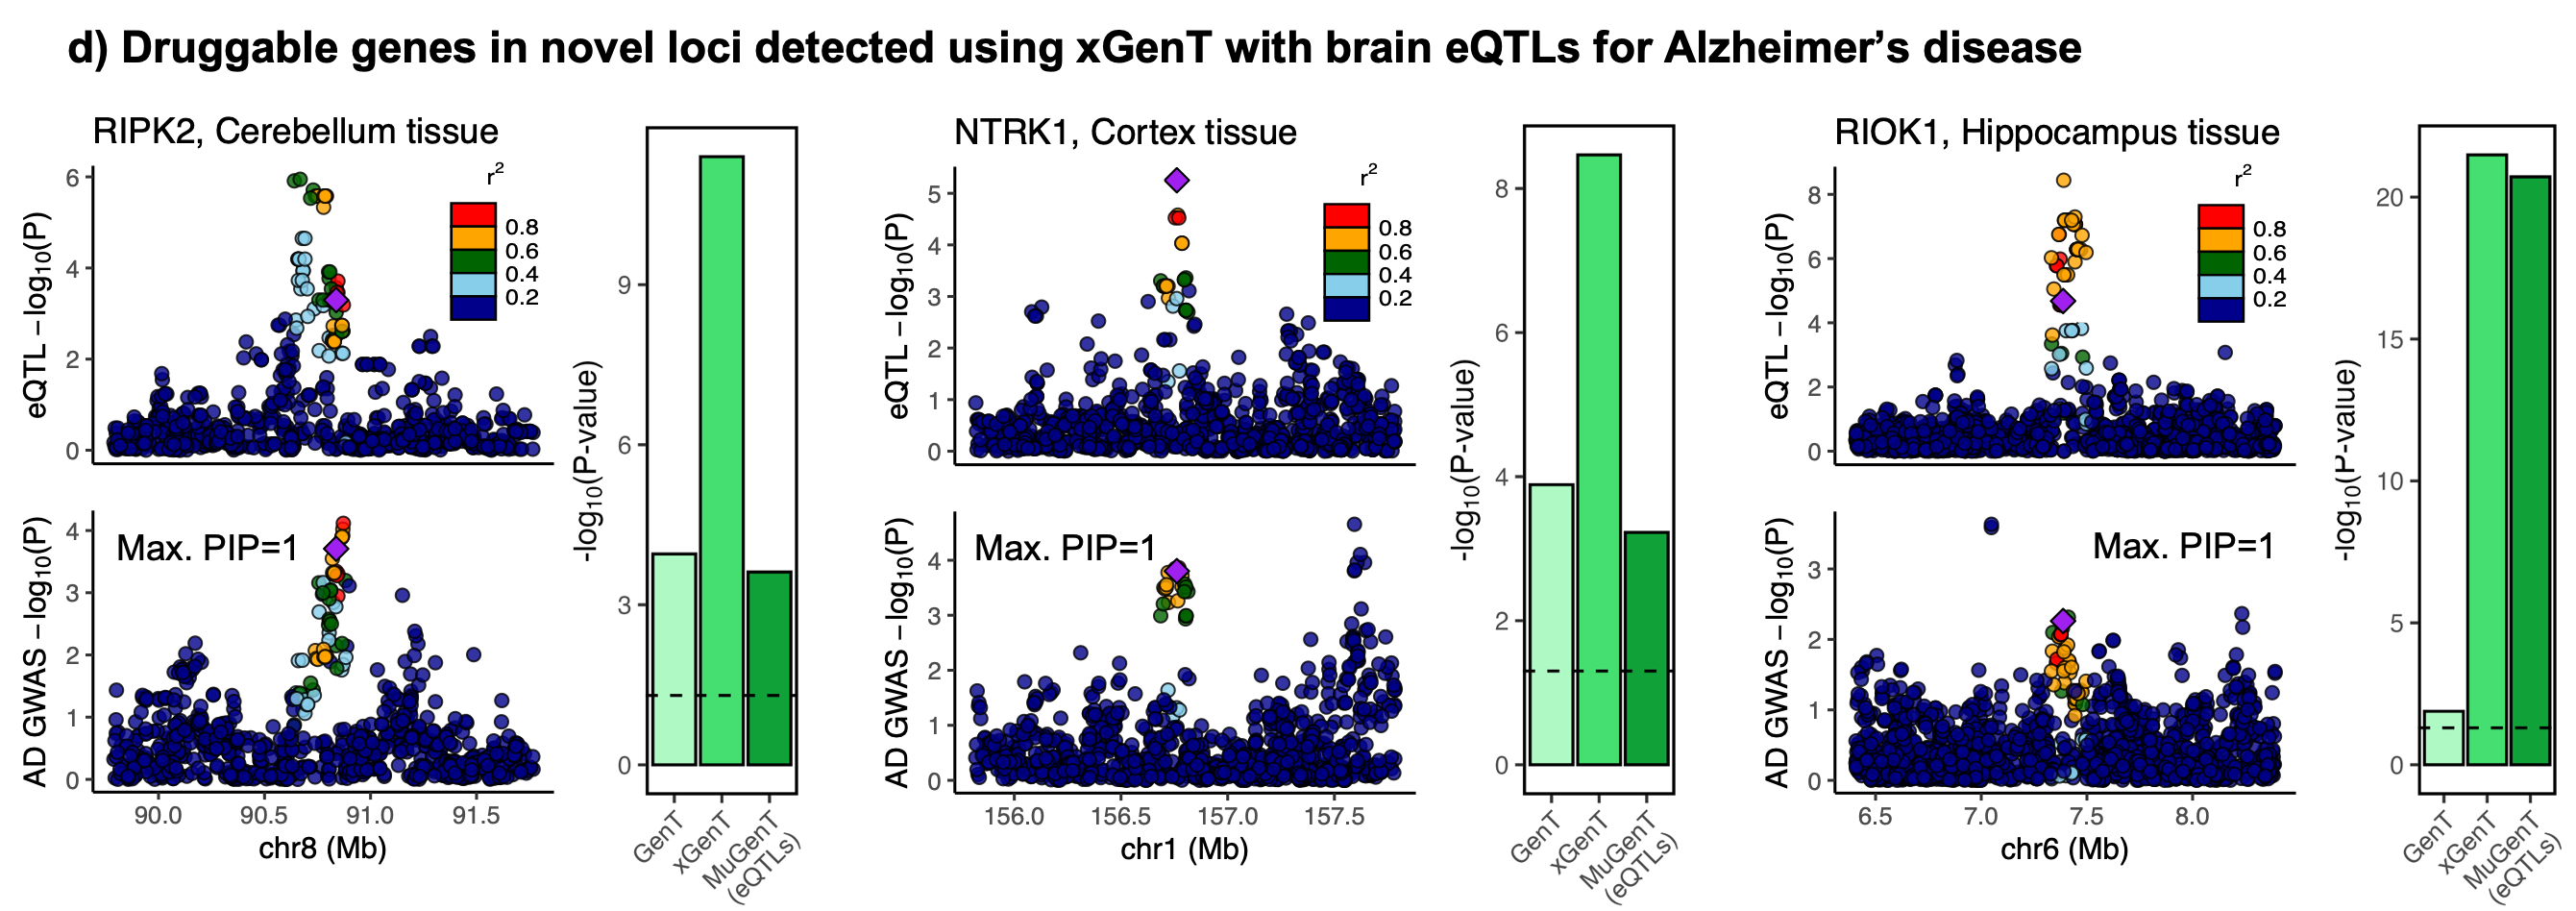 d) Druggable genes in novel loci detected using xGenT with brain eQTLs for Alzheimer's disease
RIPK2, Cerebellum tissue
eQTL −log10(P)
6
4
2
0
r2
0.8
0.6
0.4
0.2
AD GWAS −log10(P)
Max. PIP=1
4
3
2
1
0
90.0
90.5
91.0
91.5
chr8 (Mb)
-log10(P-value)
9
6
3
0
GenT
xGenT
MuGenT
(eQTLs)
NTRK1, Cortex tissue
eQTL −log10(P)
5
4
3
2
1
0
r2
0.8
0.6
0.4
0.2
AD GWAS −log10(P)
Max. PIP=1
4
3
2
1
0
156.0
156.5
157.0
157.5
chr1 (Mb)
-log10(P-value)
8
6
4
2
0
GenT
xGenT
MuGenT
(eQTLs)
RIOK1, Hippocampus tissue
eQTL −log10(P)
8
6
4
2
0
r2
0.8
0.6
0.4
0.2
AD GWAS −log10(P)
Max. PIP=1
3
2
1
0
6.5
7.0
7.5
8.0
chr6 (Mb)
-log10(P-value)
20
15
10
5
0
GenT
xGenT
MuGenT
(eQTLs)